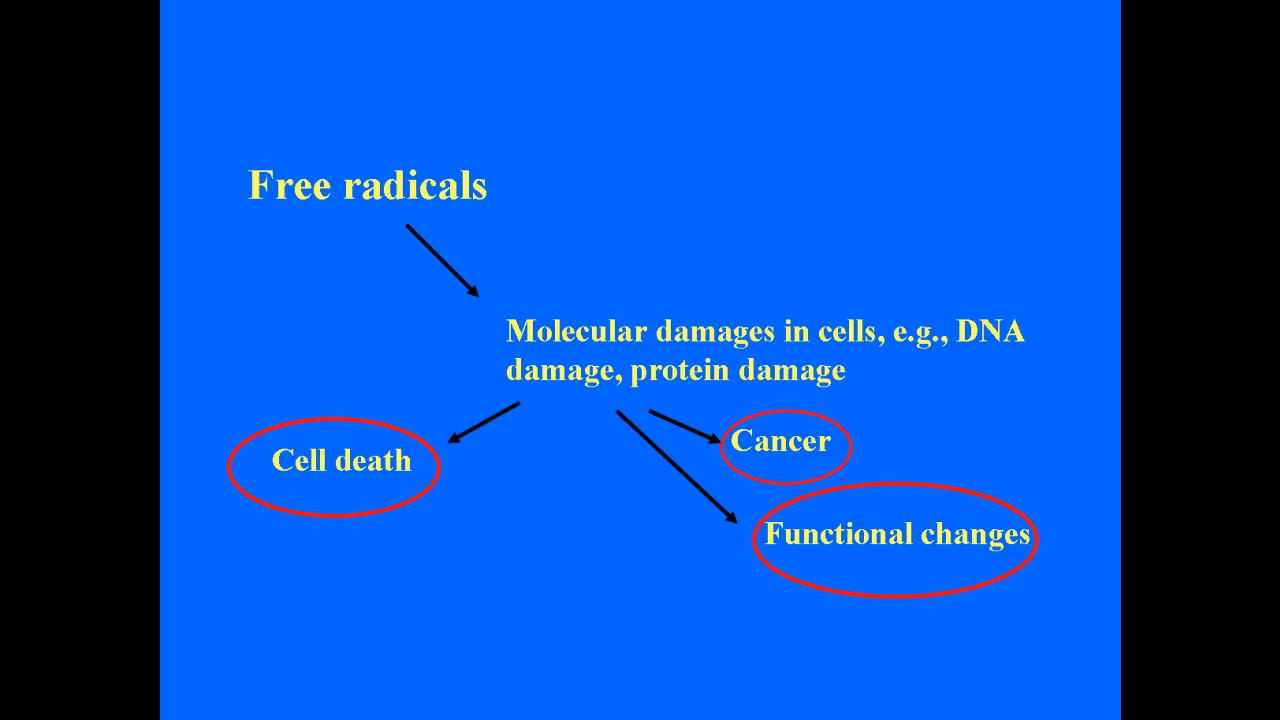 Free radicals
Molecular damages in cells, e.g., DNA
damage, protein damage
Cancer
Cell death
Functional changes